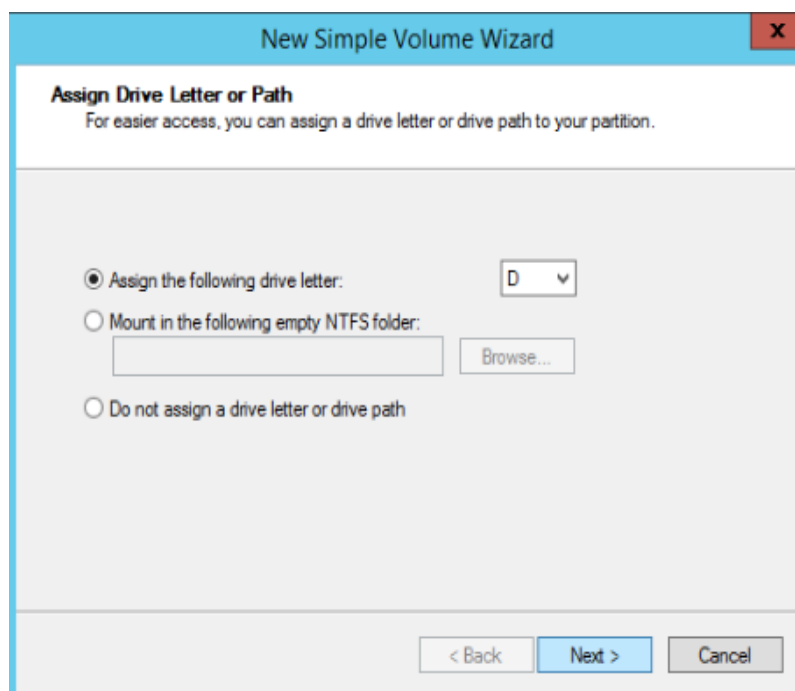 New Simple Volume Wizard
x
Assign Drive Letter or Path
For easier access, you can assign a drive letter or drive path to your partition.
Assign the following drive letter: D
Mount in the following empty NTFS folder:
Browse...
Do not assign a drive letter or drive path
< Back Next > Cancel